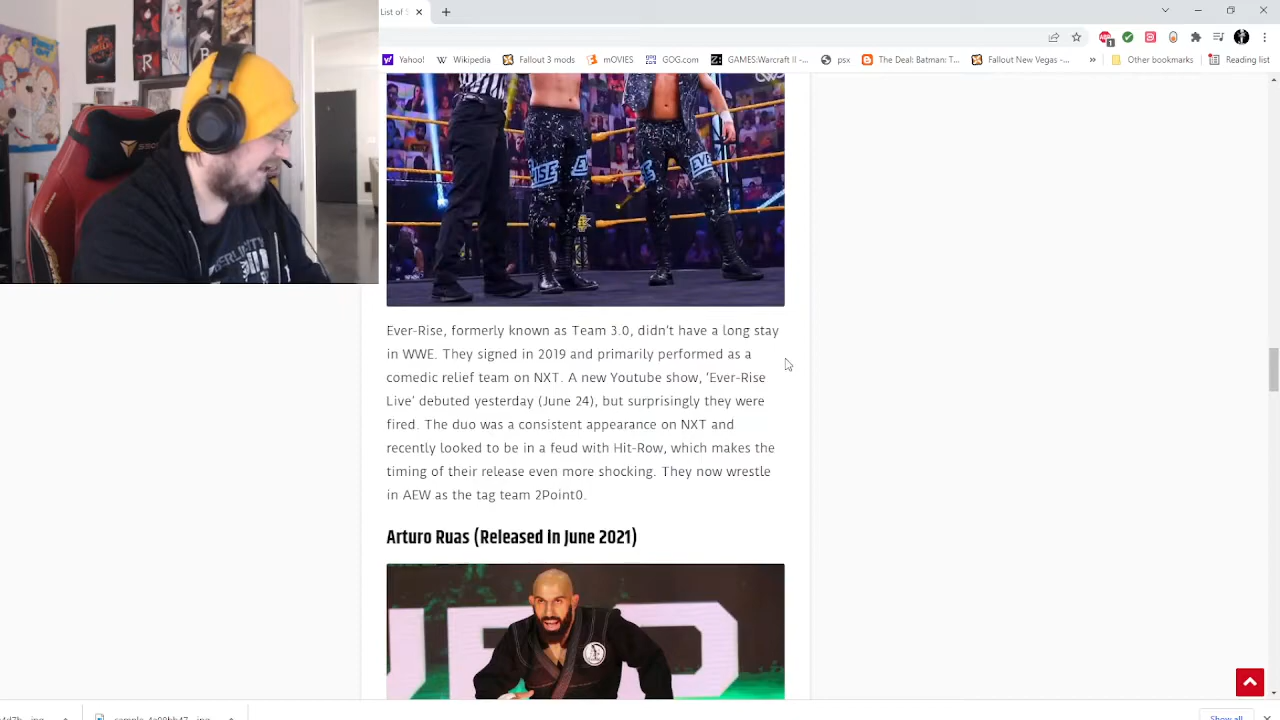 List of S
Yahoo!
Wikipedia
Fallout 3 mods
mOVIES
GOG.com
GAMES:Warcraft II -...
psx
The Deal: Batman: T...
Fallout New Vegas -...
»
Other bookmarks
Reading list
RISE
EVE
Ever-Rise, formerly known as Team 3.0, didn't have a long stay
in WWE. They signed in 2019 and primarily performed as a
comedic relief team on NXT. A new Youtube show, 'Ever-Rise
Live' debuted yesterday (June 24), but surprisingly they were
fired. The duo was a consistent appearance on NXT and
recently looked to be in a feud with Hit-Row, which makes the
timing of their release even more shocking. They now wrestle
in AEW as the tag team 2Point0.
Arturo Ruas (Released in June 2021)
Show all